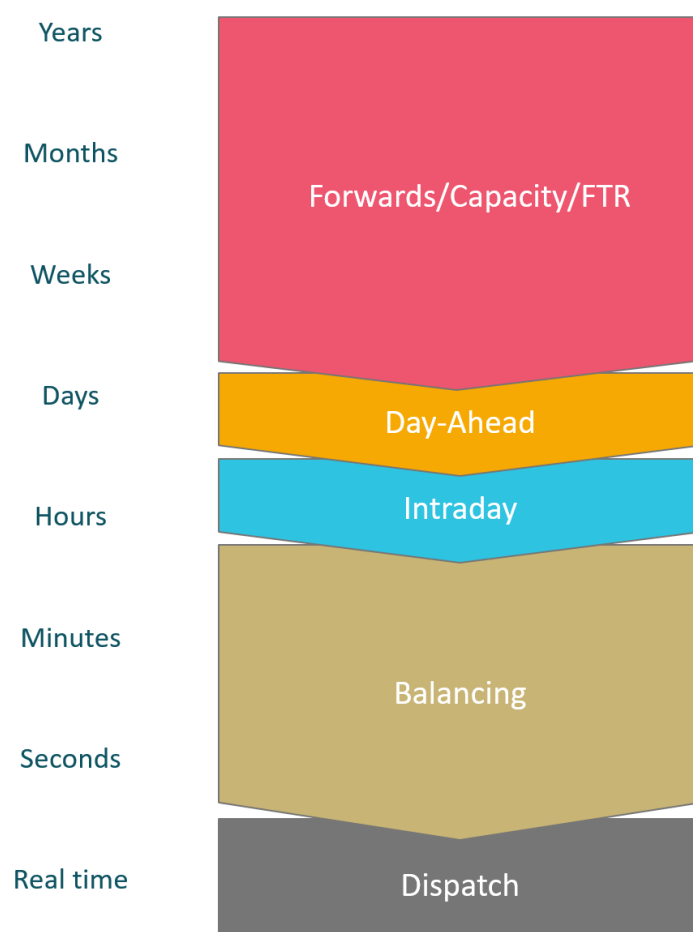 Years
Months
Forwards/Capacity/FTR
Weeks
Days
Day-Ahead
Intraday
Hours
Minutes
Balancing
Seconds
Real time
Dispatch